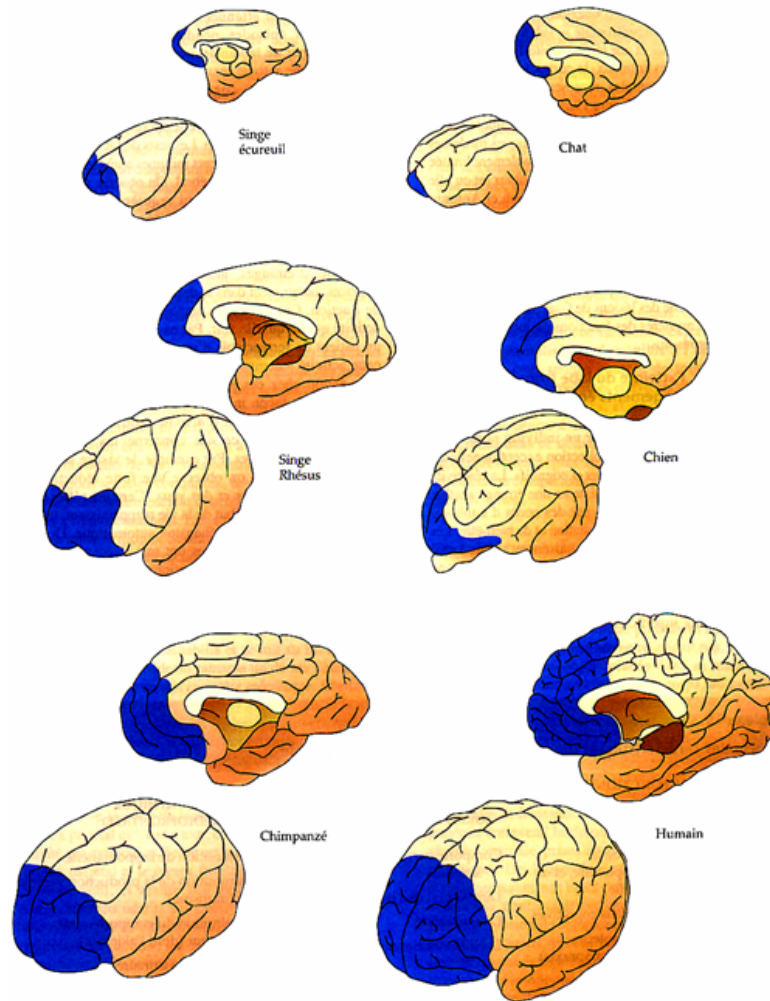 Singe
écureuil
Chat
Singe
Rhésus
Chien
Chimpanzé
Humain